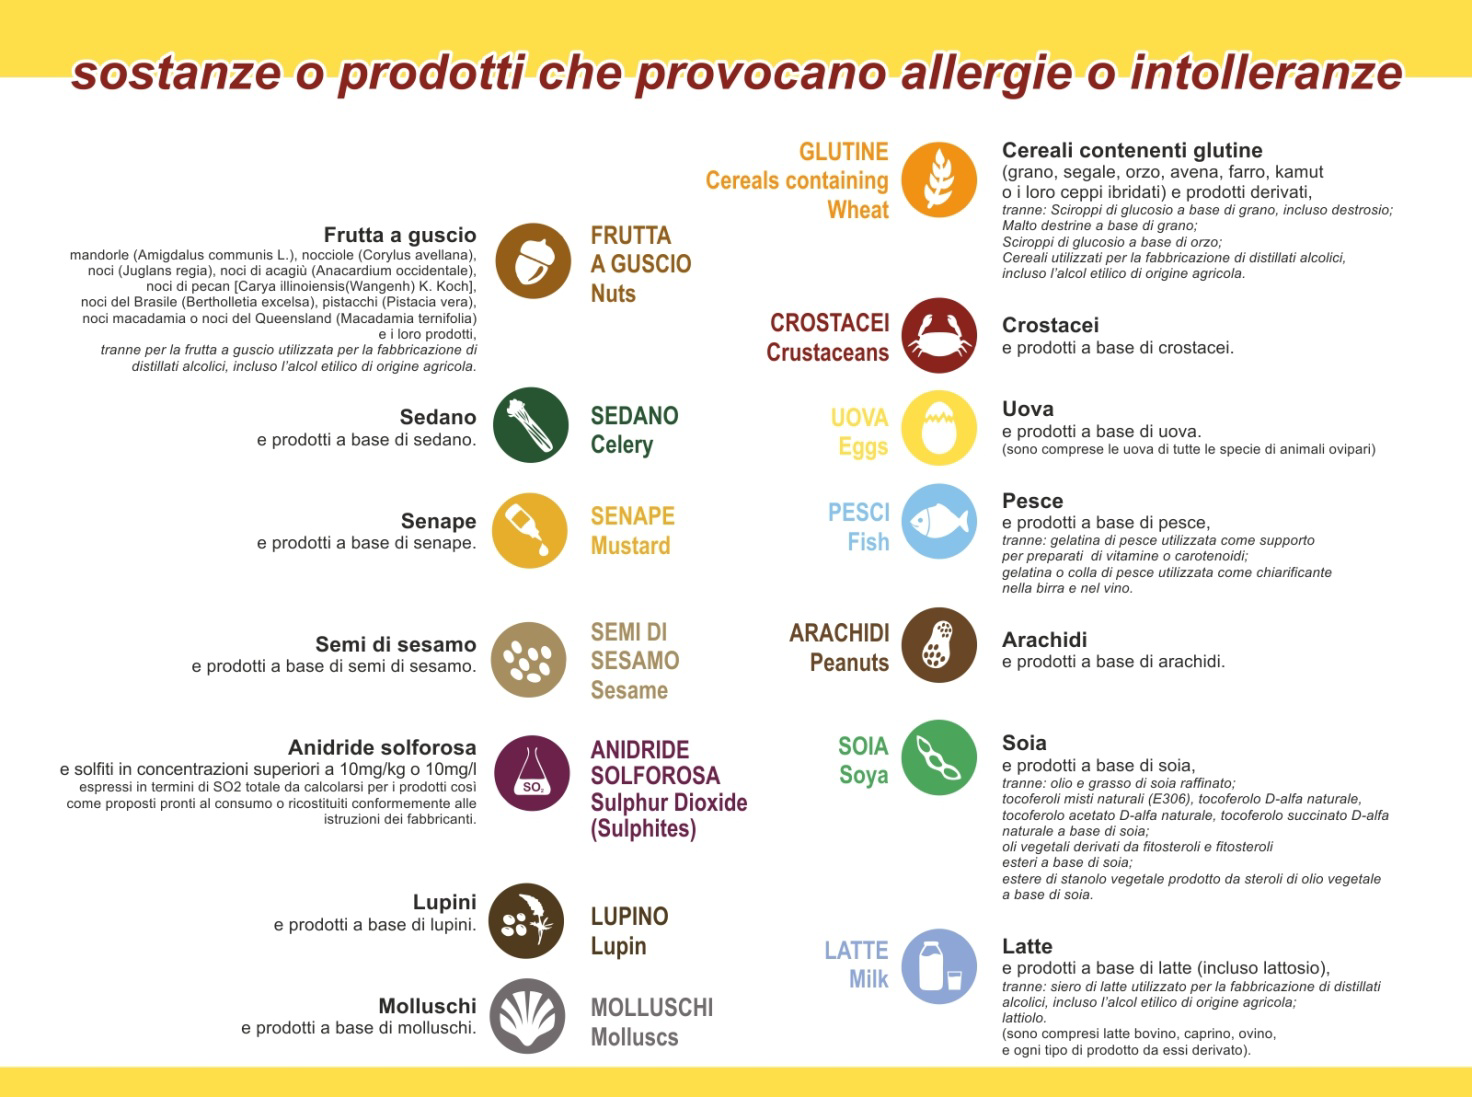 sostanze o prodotti che provocano allergie o intolleranze
Frutta a guscio
mandorle (Amigdalus communis L.), nocciole (Corylus avellana),
noci (Juglans regia), noci di acagiù (Anacardium occidentale),
noci di pecan [Carya illinoiensis(Wangenh) K. Koch],
noci del Brasile (Bertholletia excelsa), pistacchi (Pistacia vera),
noci macadamia o noci del Queensland (Macadamia ternifolia)
e i loro prodotti,
tranne per la frutta a guscio utilizzata per la fabbricazione di
distillati alcolici, incluso l'alcol etilico di origine agricola.
FRUTTA
A GUSCIO
Nuts
Sedano
e prodotti a base di sedano.
SEDANO
Celery
Senape
e prodotti a base di senape.
SENAPE
Mustard
Semi di sesamo
e prodotti a base di semi di sesamo.
SEMI DI
SESAMO
Sesame
Anidride solforosa
e solfiti in concentrazioni superiori a 10mg/kg o 10mg/l
espressi in termini di SO2 totale da calcolarsi per i prodotti così
come proposti pronti al consumo o ricostituiti conformemente alle
istruzioni dei fabbricanti.
SO₂
ANIDRIDE
SOLFOROSA
Sulphur Dioxide
(Sulphites)
Lupini
e prodotti a base di lupini.
LUPINO
Lupin
Molluschi
e prodotti a base di molluschi.
MOLLUSCHI
Molluscs
GLUTINE
Cereals containing
Wheat
Cereali contenenti glutine
(grano, segale, orzo, avena, farro, kamut
o i loro ceppi ibridati) e prodotti derivati,
tranne: Sciroppi di glucosio a base di grano, incluso destrosio;
Malto destrine a base di grano;
Sciroppi di glucosio a base di orzo;
Cereali utilizzati per la fabbricazione di distillati alcolici,
incluso l'alcol etilico di origine agricola.
CROSTACEI
Crustaceans
Crostacei
e prodotti a base di crostacei.
UOVA
Eggs
Uova
e prodotti a base di uova.
(sono comprese le uova di tutte le specie di animali ovipari)
PESCI
Fish
Pesce
e prodotti a base di pesce,
tranne: gelatina di pesce utilizzata come supporto
per preparati di vitamine o carotenoidi;
gelatina o colla di pesce utilizzata come chiarificante
nella birra e nel vino.
ARACHIDI
Peanuts
Arachidi
e prodotti a base di arachidi.
SOIA
Soya
Soia
e prodotti a base di soia,
tranne: olio e grasso di soia raffinato;
tocoferoli misti naturali (E306), tocoferolo D-alfa naturale,
tocoferolo acetato D-alfa naturale, tocoferolo succinato D-alfa
naturale a base di soia;
oli vegetali derivati da fitosteroli e fitosteroli
esteri a base di soia;
estere di stanolo vegetale prodotto da steroli di olio vegetale
a base di soia.
LATTE
Milk
Latte
e prodotti a base di latte (incluso lattosio),
tranne: siero di latte utilizzato per la fabbricazione di distillati
alcolici, incluso l'alcol etilico di origine agricola;
lattiolo.
(sono compresi latte bovino, caprino, ovino,
e ogni tipo di prodotto da essi derivato).